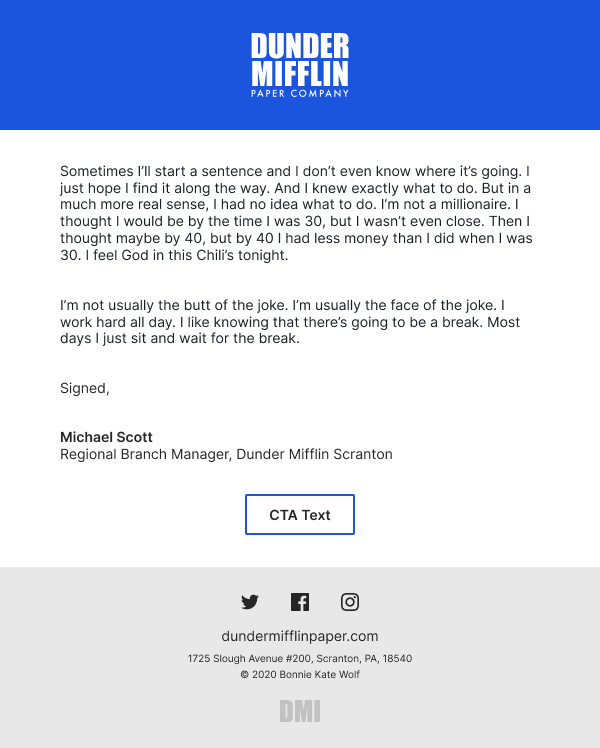 DUNDER
MIFFLIN
PAPER COMPANY
Sometimes I’ll start a sentence and I don’t even know where it’s going. I
just hope I find it along the way. And I knew exactly what to do. But in a
much more real sense, I had no idea what to do. I’m not a millionaire. I
thought I would be by the time I was 30, but I wasn’t even close. Then I
thought maybe by 40, but by 40 I had less money than I did when I was
30. I feel God in this Chili’s tonight.
I’m not usually the butt of the joke. I’m usually the face of the joke. I
work hard all day. I like knowing that there’s going to be a break. Most
days I just sit and wait for the break.
Signed,
Michael Scott
Regional Branch Manager, Dunder Mifflin Scranton
CTA Text
dundermifflinpaper.com
1725 Slough Avenue #200, Scranton, PA, 18540
© 2020 Bonnie Kate Wolf
DMI